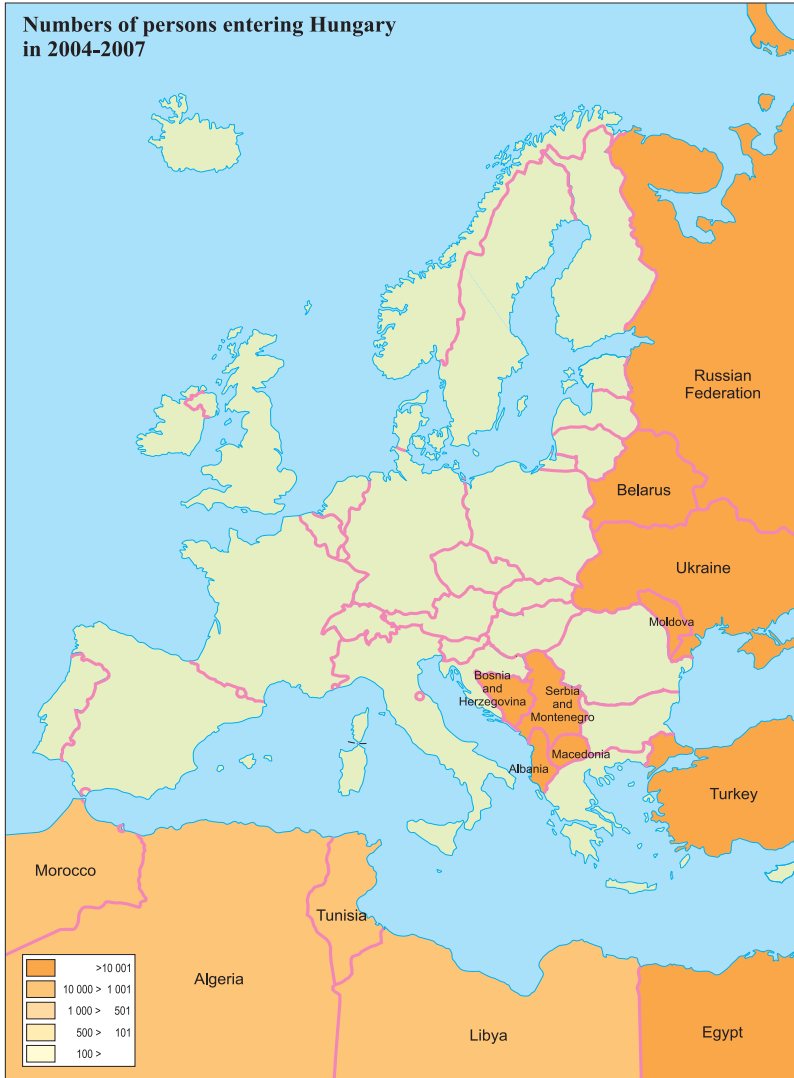 Numbers of persons entering Hungary
in 2004-2007
Russian
Federation
Belarus
Ukraine
Moldova
Bosnia
and
Herzegovina
Serbia
and
Montenegro
Macedonia
Albania
Turkey
Morocco
Tunisia
Algeria
Libya
Egypt
>10 001
10 000 > 1 001
1 000 > 501
500 > 101
100 >